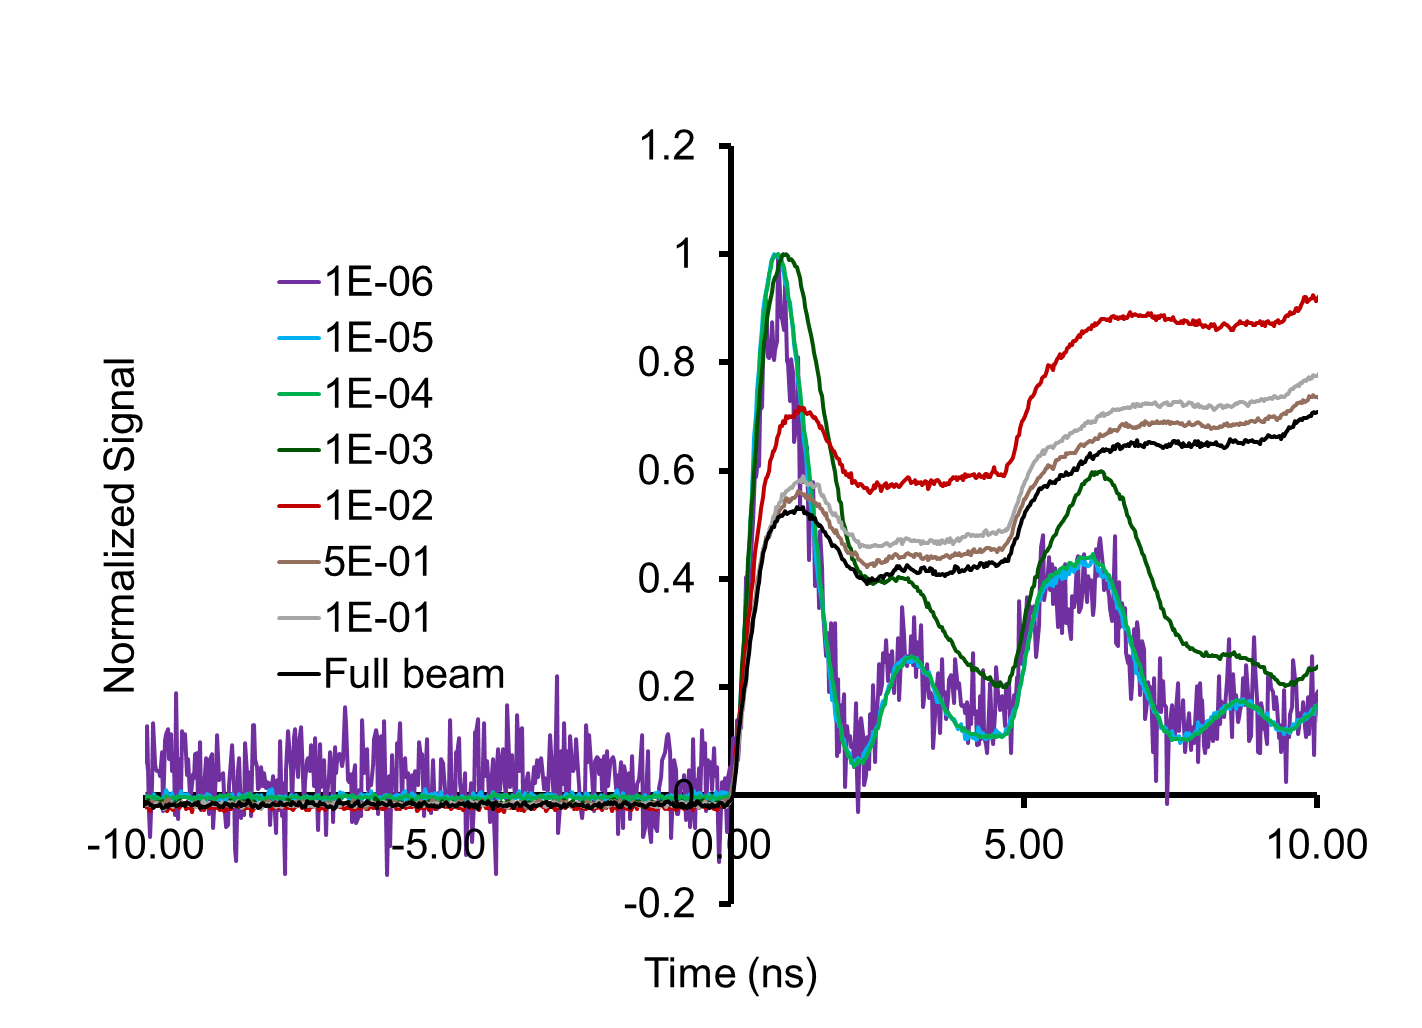 1.2
1
0.8
0.6
0.4
0.2
0
-0.2
Normalized Signal
1E-06
1E-05
1E-04
1E-03
1E-02
5E-01
1E-01
Full beam
-10.00
-5.00
0.00
5.00
10.00
Time (ns)